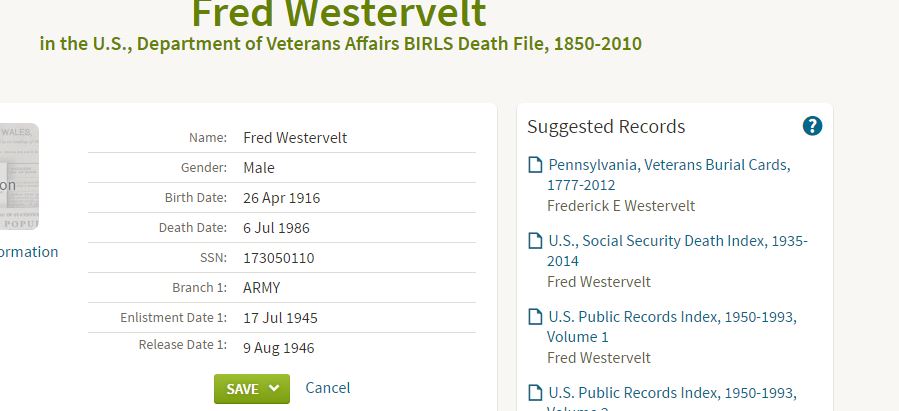 Fred Westervelt
in the U.S., Department of Veterans Affairs BIRLS Death File, 1850-2010
WALES,
on
POPUI
ormation
Name: Fred Westervelt
Gender: Male
Birth Date: 26 Apr 1916
Death Date: 6 Jul 1986
SSN: 173050110
Branch 1: ARMY
Enlistment Date 1: 17 Jul 1945
Release Date 1: 9 Aug 1946
SAVE
Cancel
Suggested Records
?
Pennsylvania, Veterans Burial Cards,
1777-2012
Frederick E Westervelt
U.S., Social Security Death Index, 1935-
2014
Fred Westervelt
U.S. Public Records Index, 1950-1993,
Volume 1
Fred Westervelt
U.S. Public Records Index, 1950-1993,